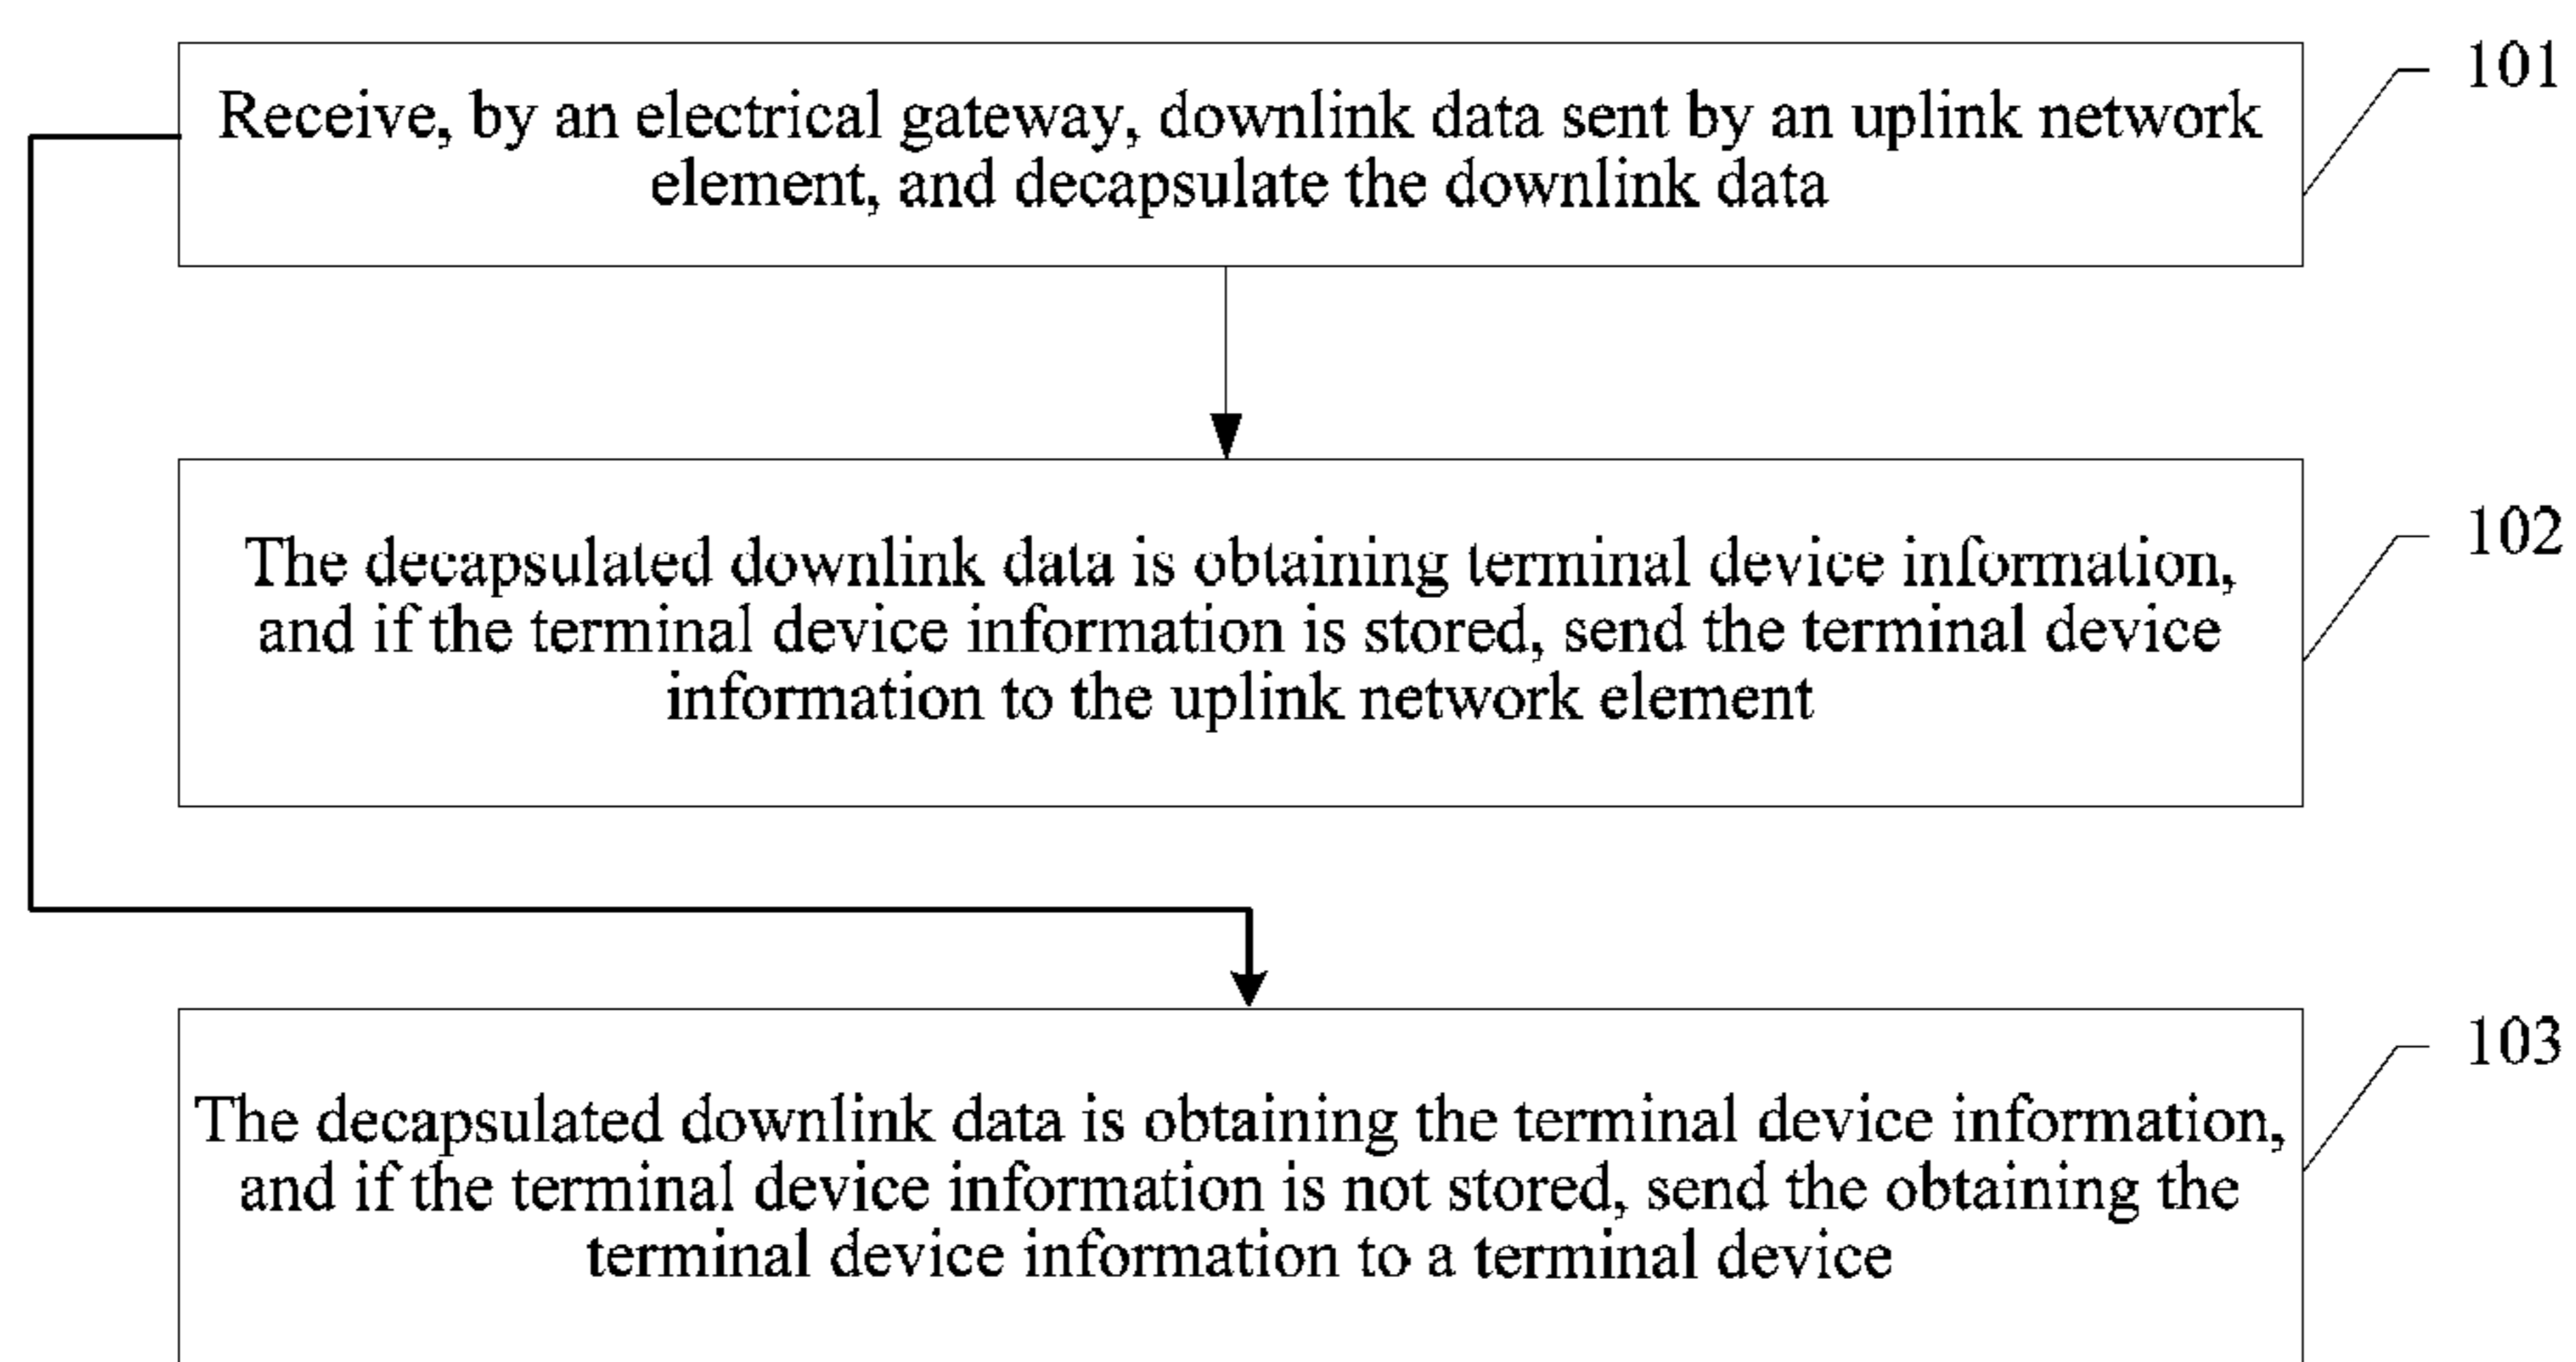 101
Receive, by an electrical gateway, downlink data sent by an uplink network
element, and decapsulate the downlink data
102
The decapsulated downlink data is obtaining terminal device information,
and if the terminal device information is stored, send the terminal device
information to the uplink network element
103
The decapsulated downlink data is obtaining the terminal device information,
and if the terminal device information is not stored, send the obtaining the
terminal device information to a terminal device